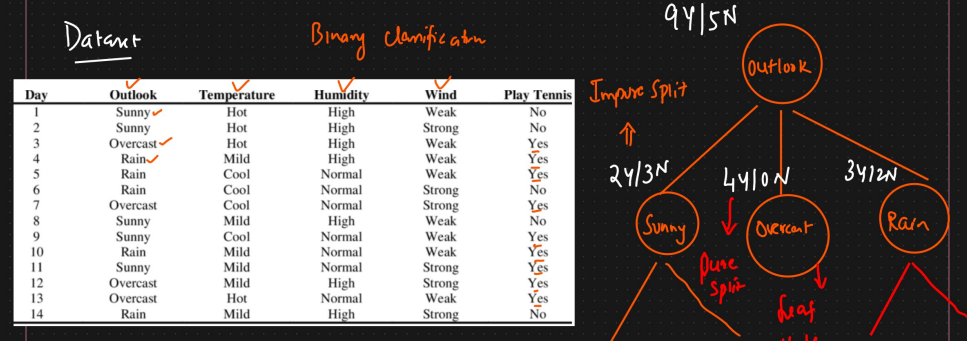 Dataset
Binary Classification
9Y/5N
Outlook
Day Outlook Temperature Humidity Wind Play Tennis
1 Sunny Hot High Weak No
2 Sunny Hot High Strong No
3 Overcast Hot High Weak Yes
4 Rain Mild High Weak Yes
5 Rain Cool Normal Weak Yes
6 Rain Cool Normal Strong No
7 Overcast Cool Normal Strong Yes
8 Sunny Mild High Weak No
9 Sunny Cool Normal Weak Yes
10 Rain Mild Normal Weak Yes
11 Sunny Mild Normal Strong Yes
12 Overcast Mild High Strong Yes
13 Overcast Hot Normal Weak Yes
14 Rain Mild High Strong No
Impure Split
2Y/3N
4Y/0N
3Y/2N
Sunny
Overcast
Rain
Pure
Split
Leaf